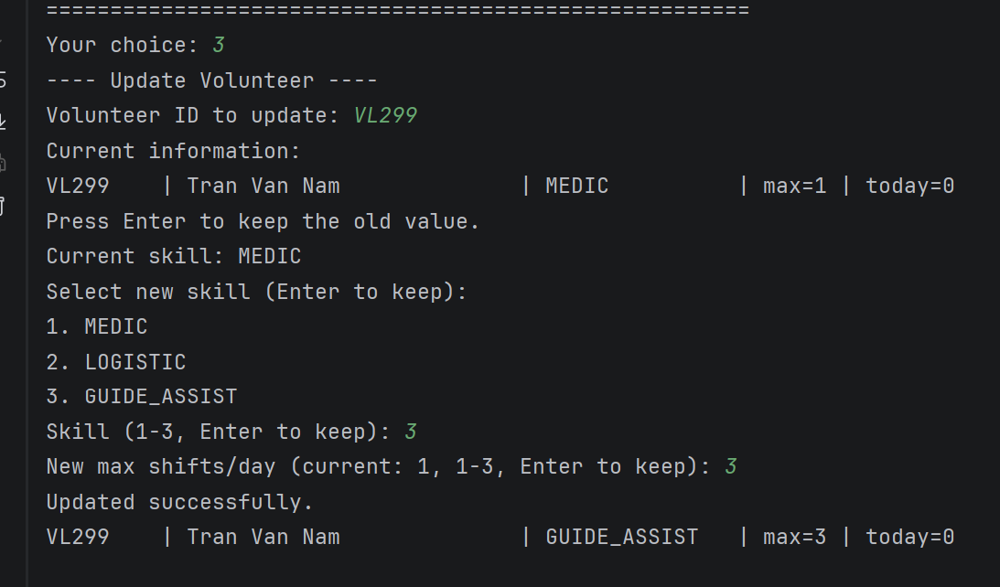 =======================================================
Your choice: 3
---- Update Volunteer ----
Volunteer ID to update: VL299
Current information:
VL299    | Tran Van Nam              | MEDIC          | max=1 | today=0
Press Enter to keep the old value.
Current skill: MEDIC
Select new skill (Enter to keep):
1. MEDIC
2. LOGISTIC
3. GUIDE_ASSIST
Skill (1-3, Enter to keep): 3
New max shifts/day (current: 1, 1-3, Enter to keep): 3
Updated successfully.
VL299    | Tran Van Nam              | GUIDE_ASSIST   | max=3 | today=0